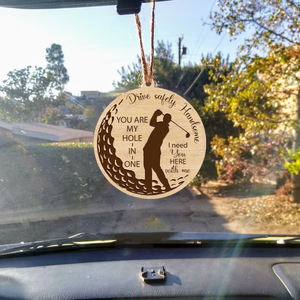 Drive safely, Handsome
YOU ARE
MY
HOLE
IN
ONE
I need
You
HERE
with me